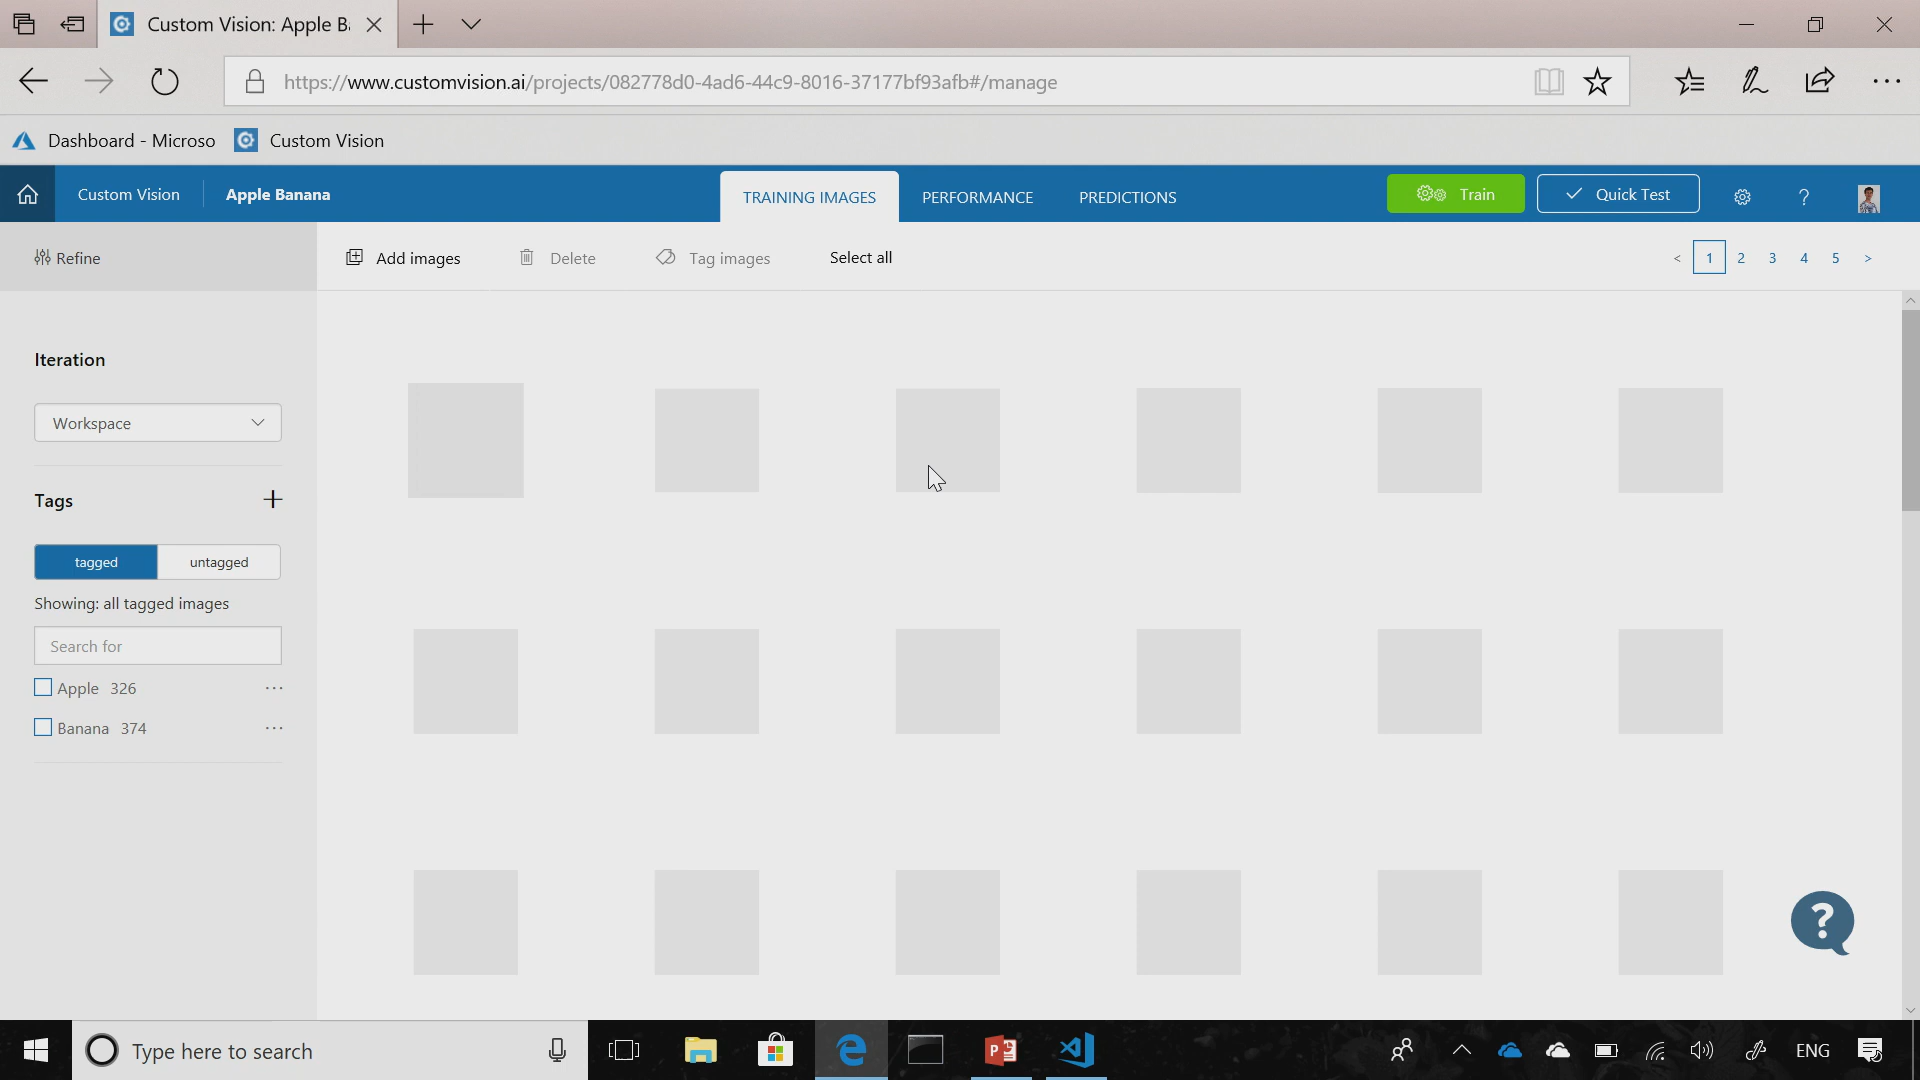 Custom Vision: Apple B
https://www.customvision.ai/projects/082778d0-4ad6-44c9-8016-37177bf93afb#/manage
Dashboard - Microso
Custom Vision
Custom Vision
Apple Banana
TRAINING IMAGES
PERFORMANCE
PREDICTIONS
Train
Quick Test
?
Refine
Add images
Delete
Tag images
Select all
< 1 2 3 4 5 >
Iteration
Workspace
Tags
tagged
untagged
Showing: all tagged images
Search for
Apple 326
Banana 374
?
Type here to search
ENG